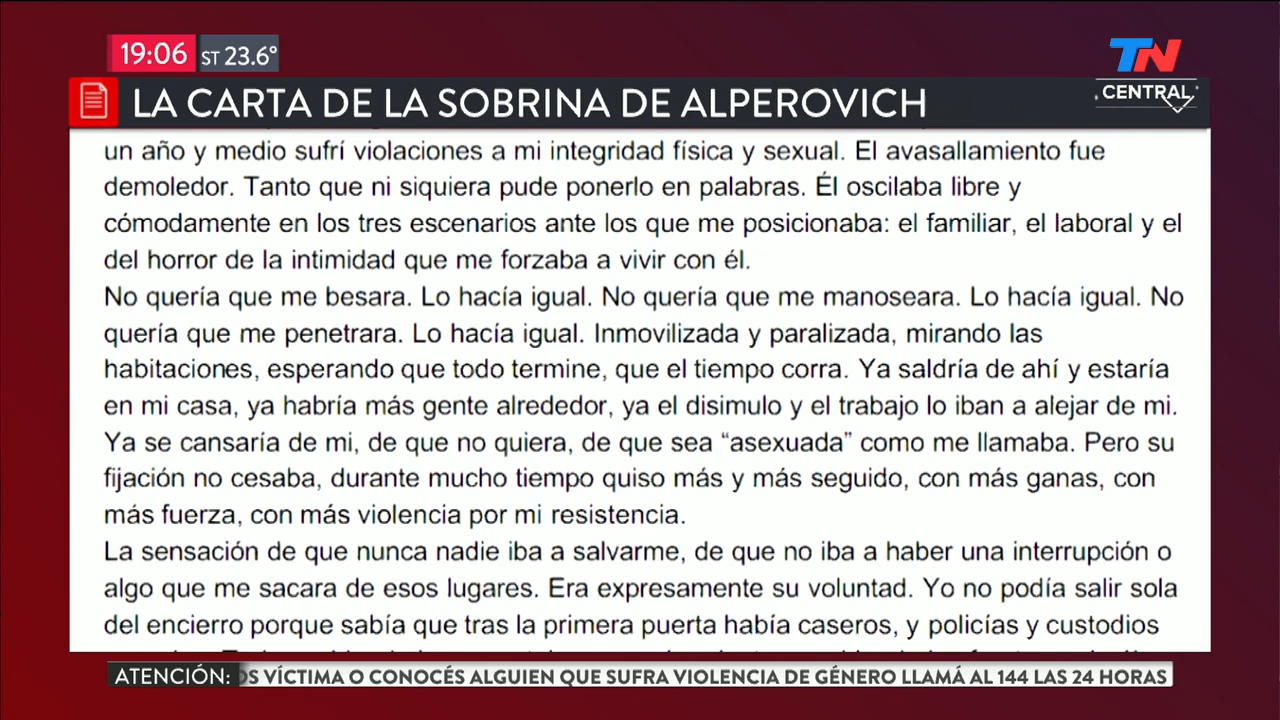 19:06 ST 23.6°
TN
CENTRAL
LA CARTA DE LA SOBRINA DE ALPEROVICH
un año y medio sufrí violaciones a mi integridad física y sexual. El avasallamiento fue
demoledor. Tanto que ni siquiera pude ponerlo en palabras. Él oscilaba libre y
cómodamente en los tres escenarios ante los que me posicionaba: el familiar, el laboral y el
del horror de la intimidad que me forzaba a vivir con él.
No quería que me besara. Lo hacía igual. No quería que me manoseara. Lo hacía igual. No
quería que me penetrara. Lo hacía igual. Inmovilizada y paralizada, mirando las
habitaciones, esperando que todo termine, que el tiempo corra. Ya saldría de ahí y estaría
en mi casa, ya habría más gente alrededor, ya el disimulo y el trabajo lo iban a alejar de mi.
Ya se cansaría de mi, de que no quiera, de que sea “asexuada” como me llamaba. Pero su
fijación no cesaba, durante mucho tiempo quiso más y más seguido, con más ganas, con
más fuerza, con más violencia por mi resistencia.
La sensación de que nunca nadie iba a salvarme, de que no iba a haber una interrupción o
algo que me sacara de esos lugares. Era expresamente su voluntad. Yo no podía salir sola
del encierro porque sabía que tras la primera puerta había caseros, y policías y custodios
ATENCIÓN: OS VÍCTIMA O CONOCÉS ALGUIEN QUE SUFRA VIOLENCIA DE GÉNERO LLAMÁ AL 144 LAS 24 HORAS